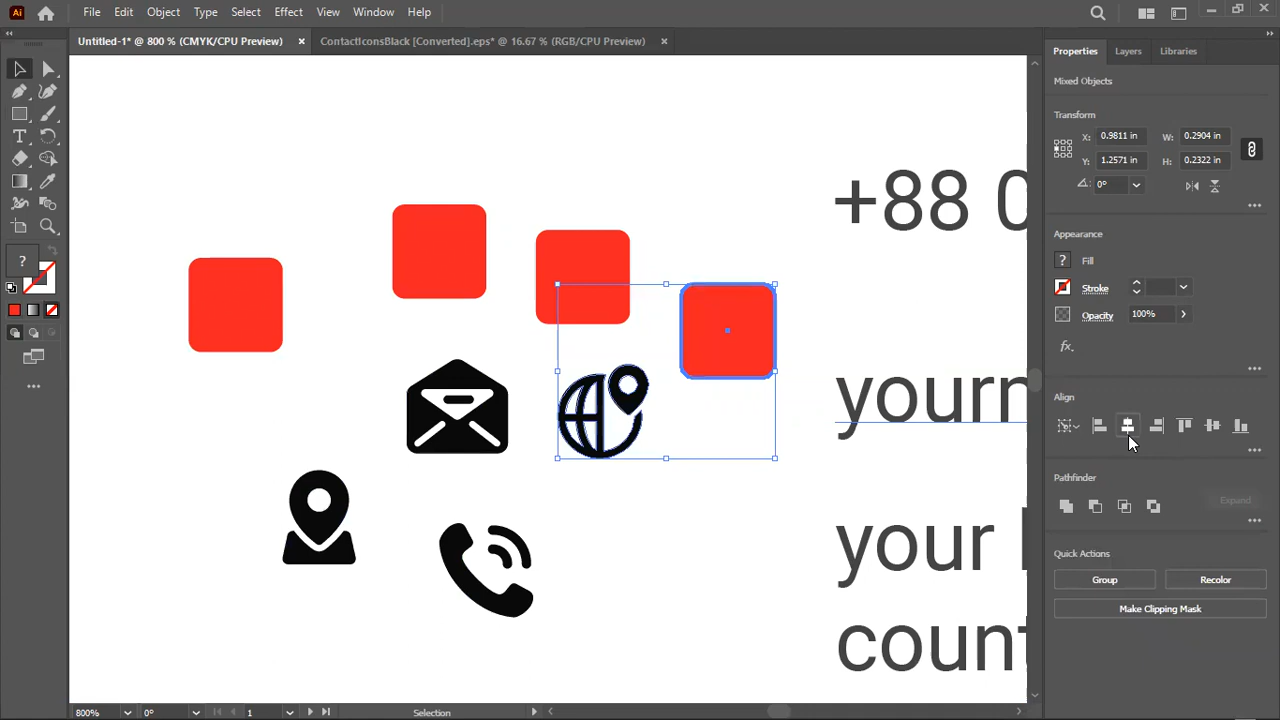 Ai File Edit Object Type Select Effect View Window Help
Untitled-1* @ 800 % (CMYK/CPU Preview) × ContactIconsBlack [Converted].eps* @ 16.67 % (RGB/CPU Preview) ×
Properties Layers Libraries
Mixed Objects
Transform
X: 0.9811 in W: 0.2904 in
Y: 1.2571 in H: 0.2322 in
0°
Appearance
? Fill
Stroke
Opacity 100%
fx.
Align
Pathfinder
Expand
Quick Actions
Group Recolor
Make Clipping Mask
T
?
+88 0
yourn
your
count
800% 0° 1 Selection